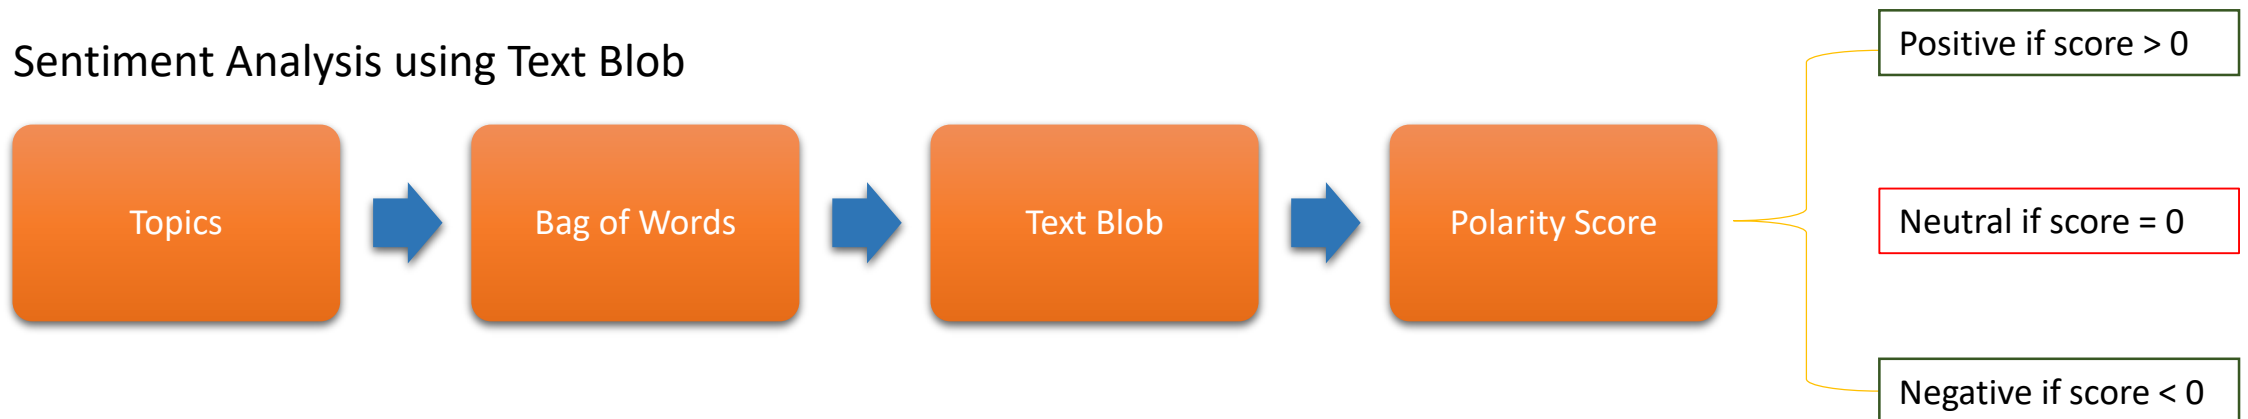 Sentiment Analysis using Text Blob
Topics
Bag of Words
Text Blob
Polarity Score
Positive if score > 0
Neutral if score = 0
Negative if score < 0